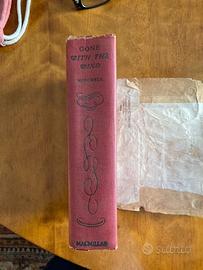 GONE
WITH THE
WIND
MITCHELL
MACMILLAN
subito